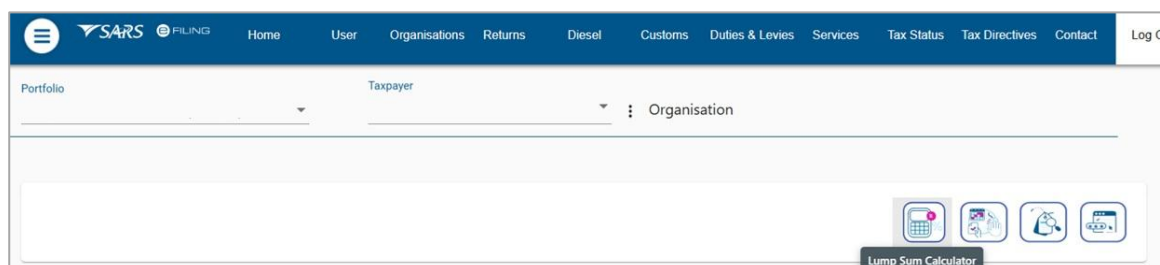 SARS eFILING Home User Organisations Returns Diesel Customs Duties & Levies Services Tax Status Tax Directives Contact Log
Portfolio Taxpayer
Organisation
Lump Sum Calculator